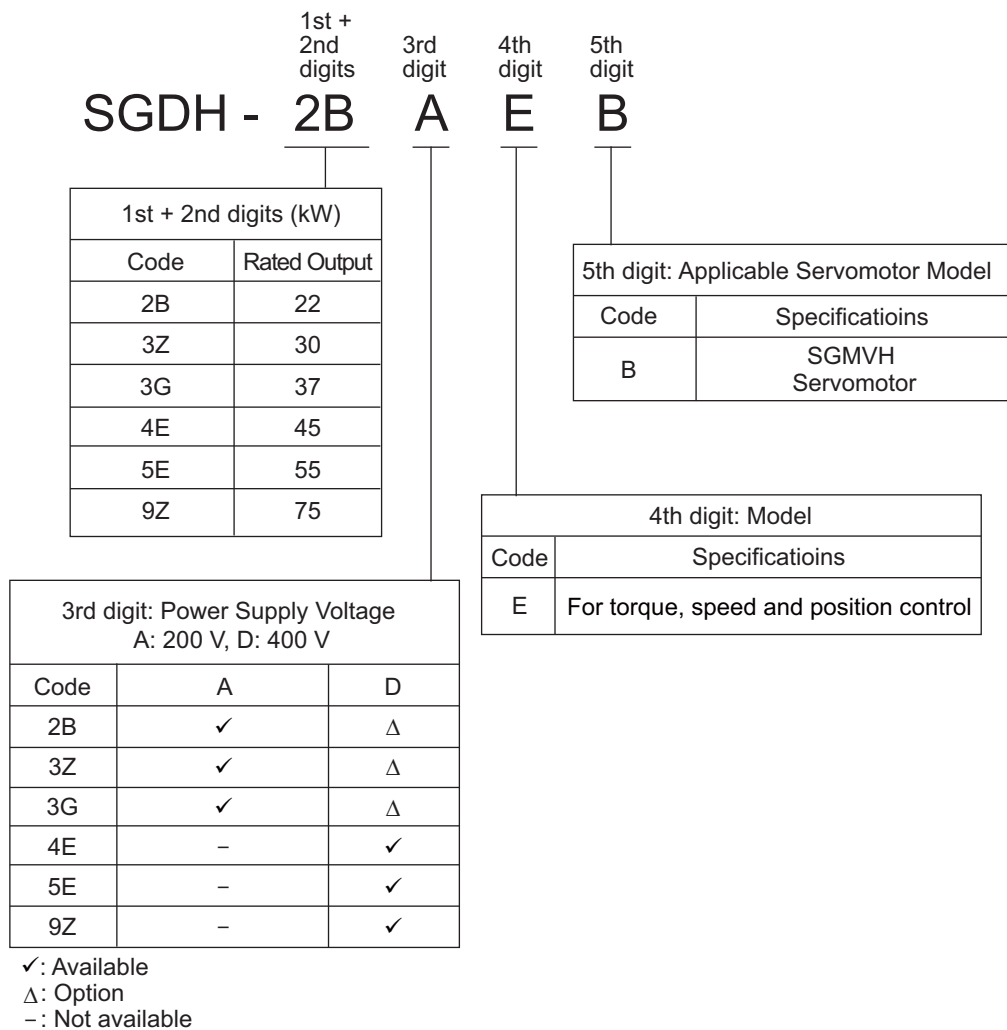 1st +
2nd
digits
3rd
digit
4th
digit
5th
digit
SGDH - 2B A E B
1st + 2nd digits (kW)
Code Rated Output
2B 22
3Z 30
3G 37
4E 45
5E 55
9Z 75
5th digit: Applicable Servomotor Model
Code Specificatioins
B SGMVH
Servomotor
4th digit: Model
Code Specificatioins
E For torque, speed and position control
3rd digit: Power Supply Voltage
A: 200 V, D: 400 V
Code A D
2B ✓ Δ
3Z ✓ Δ
3G ✓ Δ
4E – ✓
5E – ✓
9Z – ✓
✓: Available
Δ: Option
–: Not available